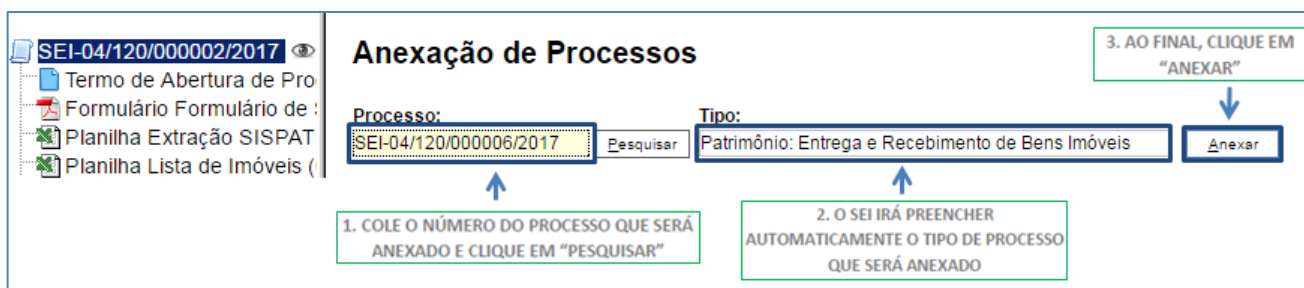 SEI-04/120/000002/2017
Termo de Abertura de Pro
Formulário Formulário de
Planilha Extração SISPAT
Planilha Lista de Imóveis (
Anexação de Processos
3. AO FINAL, CLIQUE EM
"ANEXAR"
Processo:
Tipo:
SEI-04/120/000006/2017
Pesquisar
Patrimônio: Entrega e Recebimento de Bens Imóveis
Anexar
1. COLE O NÚMERO DO PROCESSO QUE SERÁ
ANEXADO E CLIQUE EM “PESQUISAR”
2. O SEI IRÁ PREENCHER
AUTOMATICAMENTE O TIPO DE PROCESSO
QUE SERÁ ANEXADO